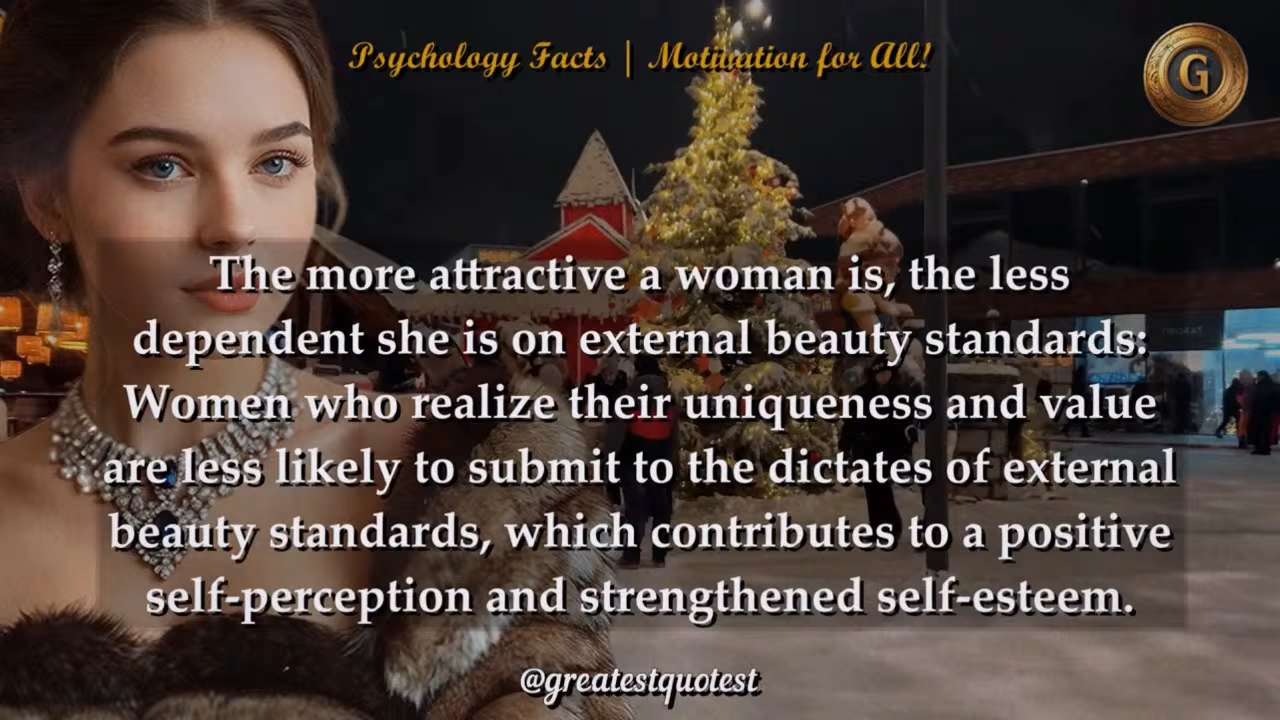 Psychology Facts | Motivation for All!
G
The more attractive a woman is, the less
dependent she is on external beauty standards:
Women who realize their uniqueness and value
are less likely to submit to the dictates of external
beauty standards, which contributes to a positive
self-perception and strengthened self-esteem.
@greatestquotest